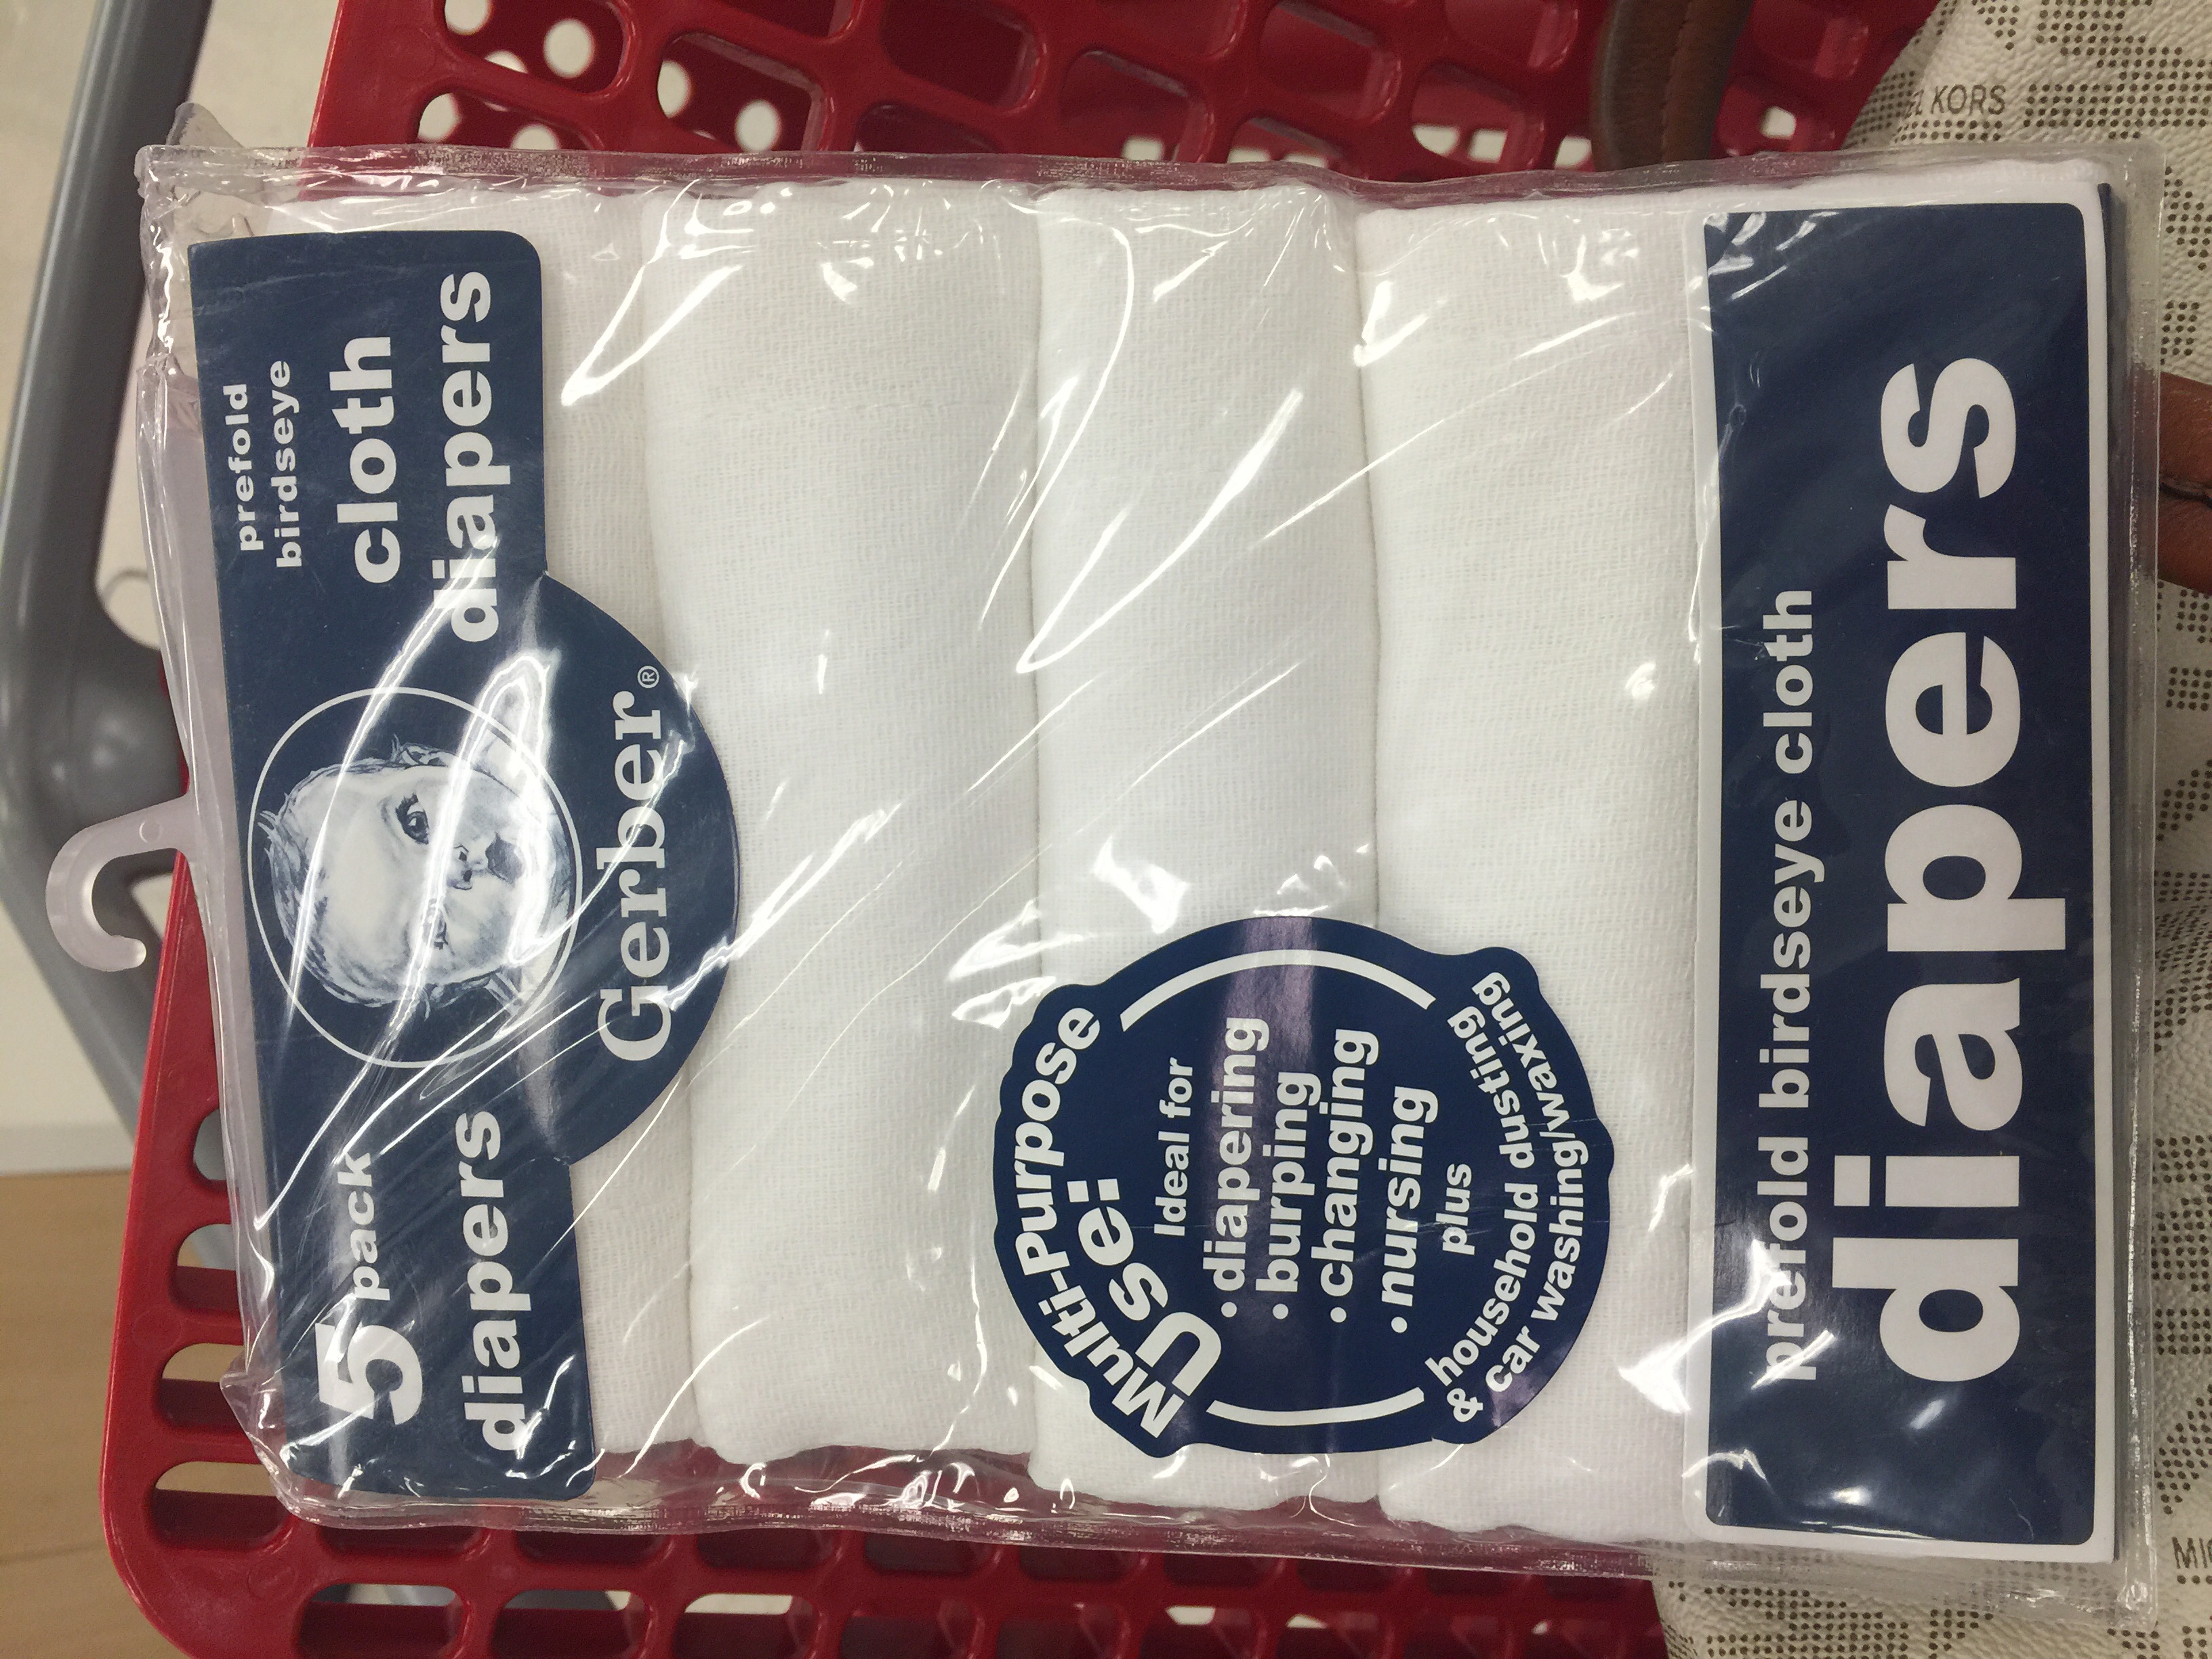 5 pack
diapers
Gerber®
prefold
birdseye
cloth
diapers
Multi-Purpose
Use:
Ideal for
• diapering
• burping
• changing
• nursing
plus
household dusting
& car washing/waxing
prefold birdseye cloth
diapers
KORS